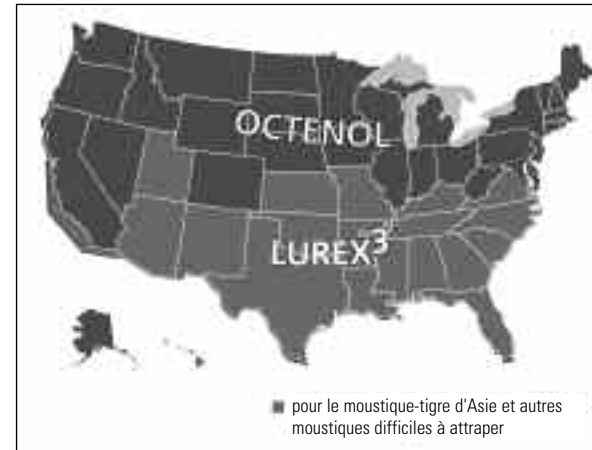 OCTENOL
LUREX³
pour le moustique-tigre d'Asie et autres
moustiques difficiles à attraper